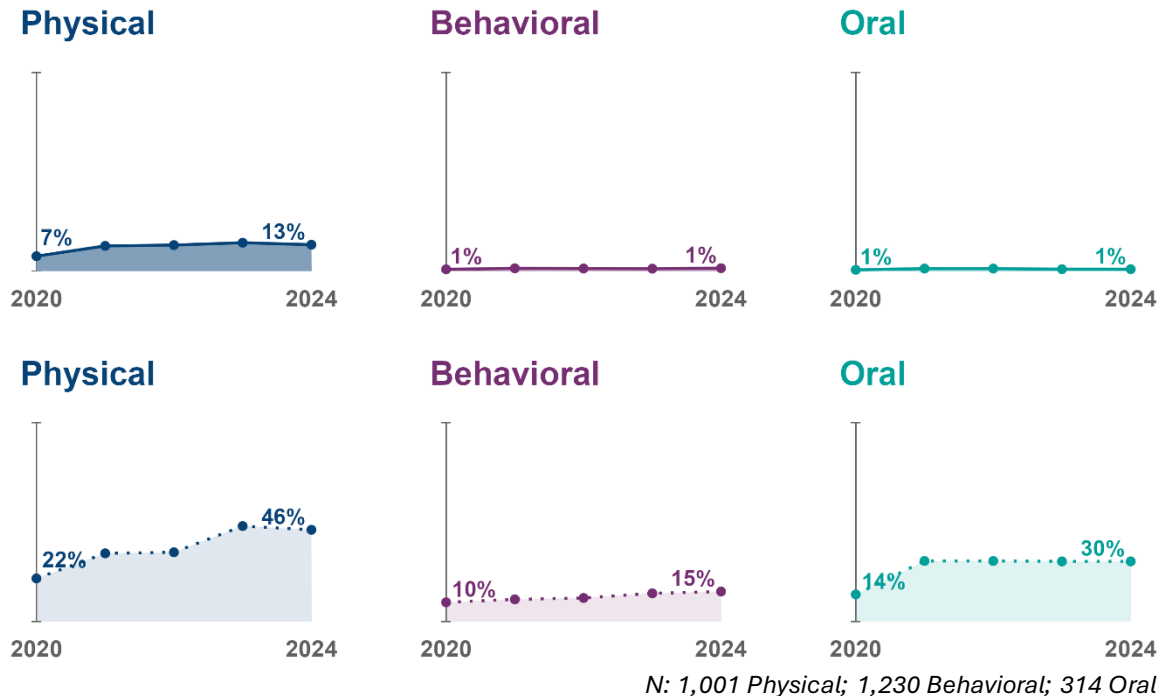 Physical Behavioral Oral
7% 13% 1% 1% 1% 1%
2020 2024 2020 2024 2020 2024
Physical Behavioral Oral
22% 46% 10% 15% 14% 30%
2020 2024 2020 2024 2020 2024
N: 1,001 Physical; 1,230 Behavioral; 314 Oral